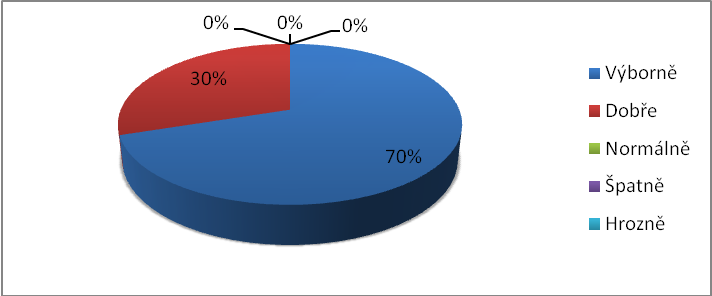 0% 0% 0%
30%
70%
Výborně
Dobře
Normálně
Špatně
Hrozně